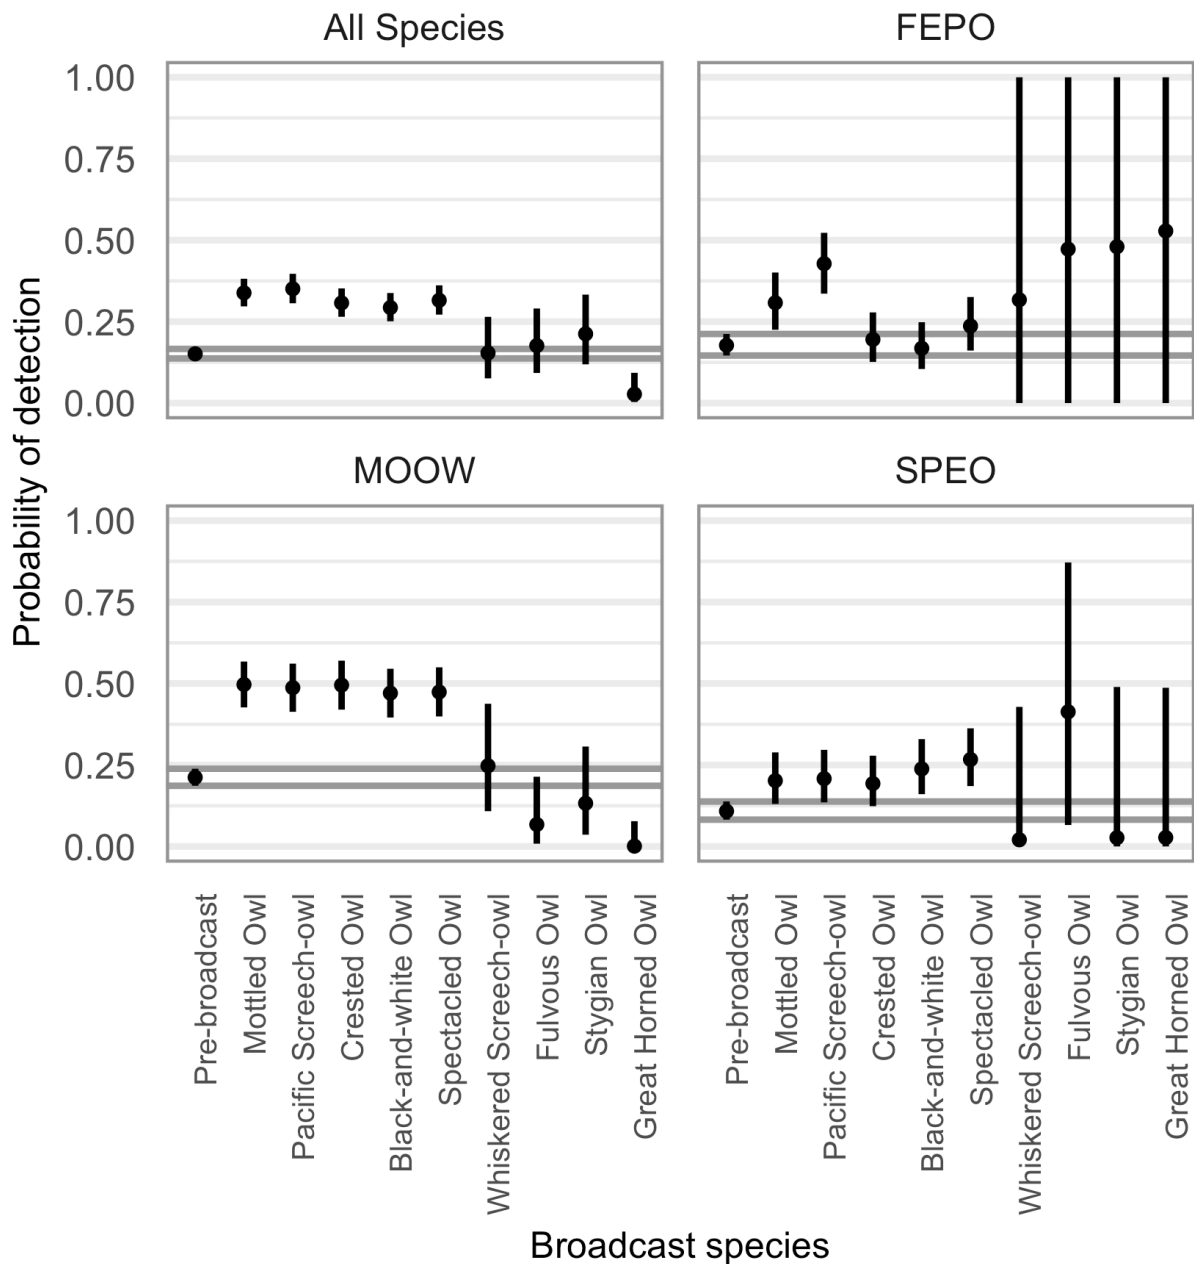 All Species
FEPO
1.00
0.75
0.50
0.25
0.00
MOOW
SPEO
1.00
0.75
0.50
0.25
0.00
Probability of detection
Pre-broadcast
Mottled Owl
Pacific Screech-owl
Crested Owl
Black-and-white Owl
Spectacled Owl
Whiskered Screech-owl
Fulvous Owl
Stygian Owl
Great Horned Owl
Pre-broadcast
Mottled Owl
Pacific Screech-owl
Crested Owl
Black-and-white Owl
Spectacled Owl
Whiskered Screech-owl
Fulvous Owl
Stygian Owl
Great Horned Owl
Broadcast species